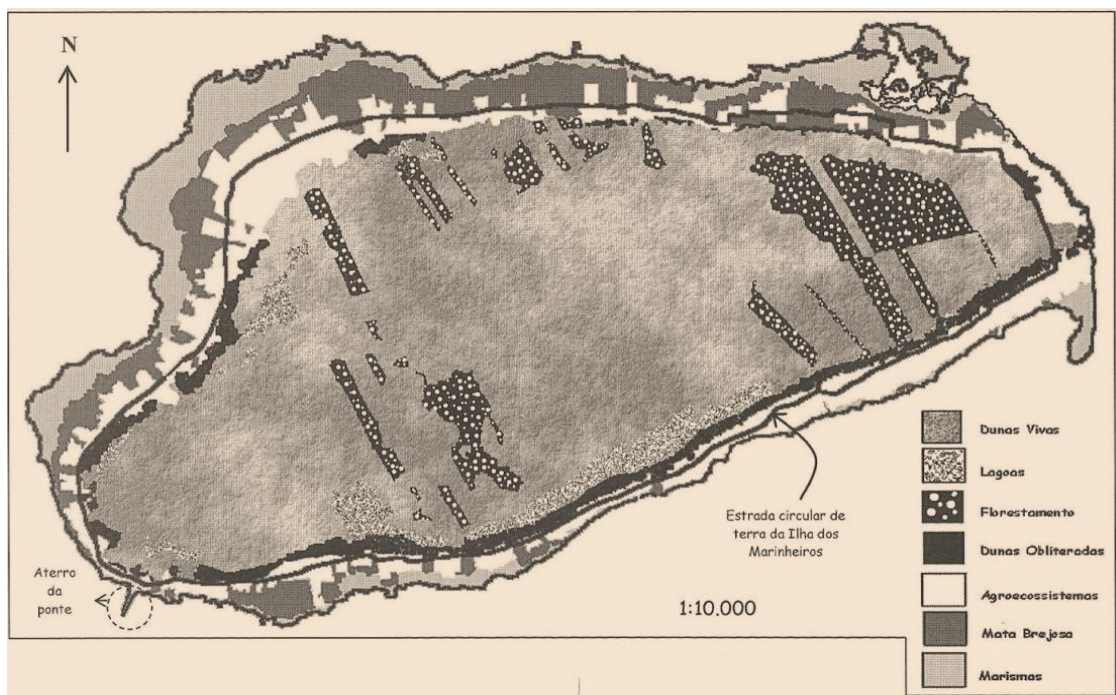 N
Dunas Vivas
Lagoas
Florestamento
Dunas Obliteradas
Agroecossistemas
Mata Brejosa
Marismas
Estrada circular de
terra da Ilha dos
Marinheiros
Aterro
da
ponte
1:10.000